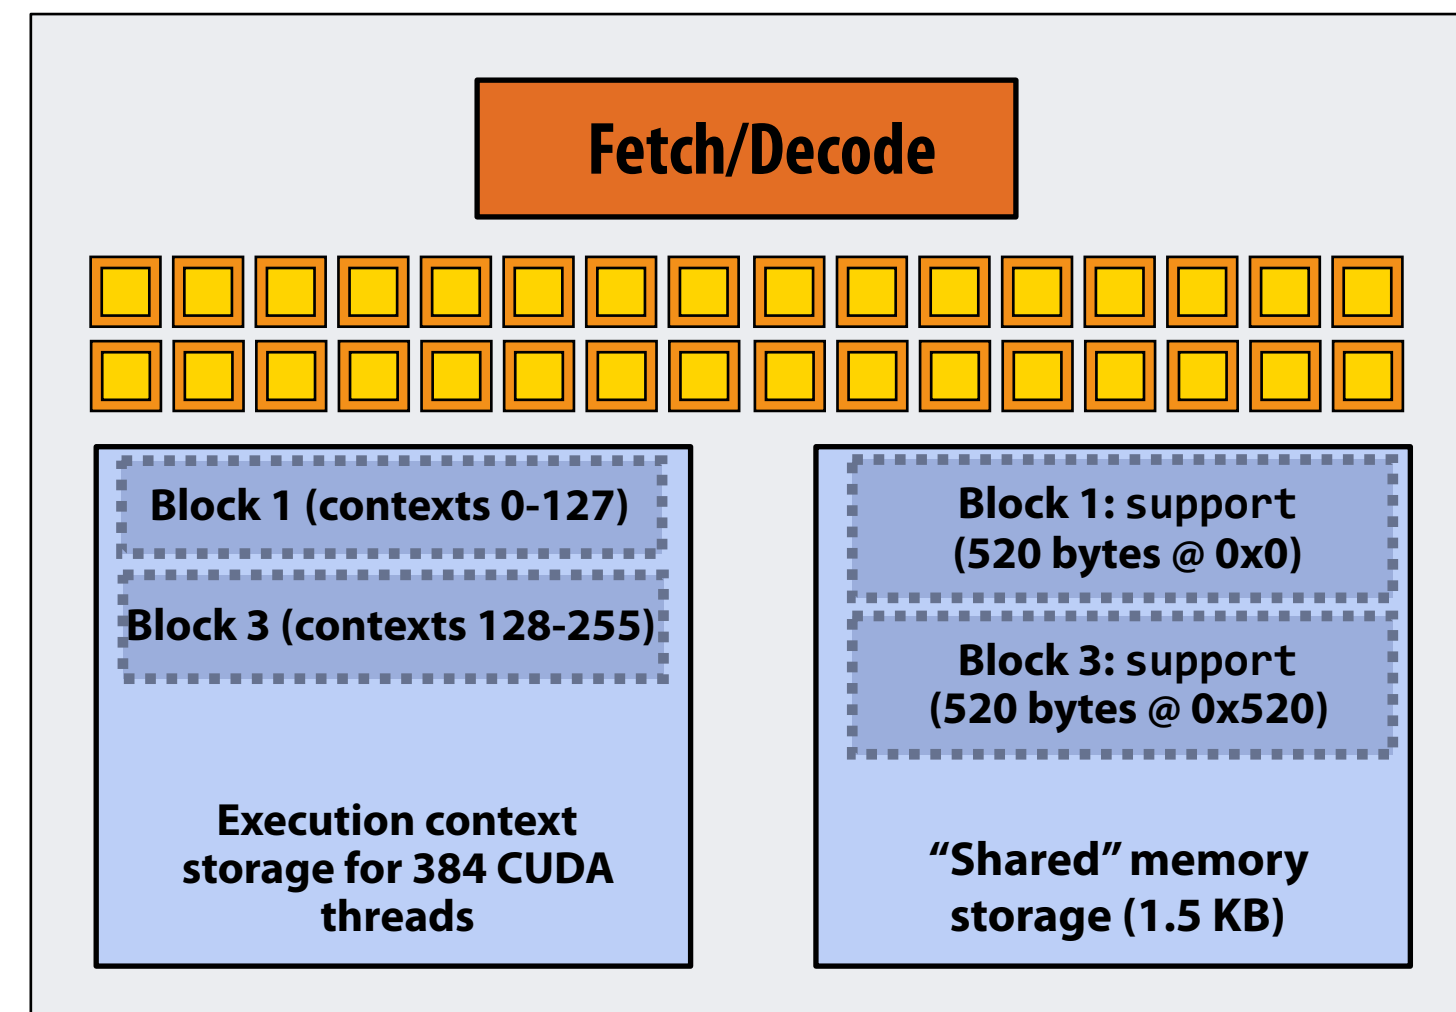 Fetch/Decode
Block 1 (contexts 0-127)
Block 3 (contexts 128-255)
Execution context
storage for 384 CUDA
threads
Block 1: support
(520 bytes @ 0x0)
Block 3: support
(520 bytes @ 0x520)
“Shared” memory
storage (1.5 KB)